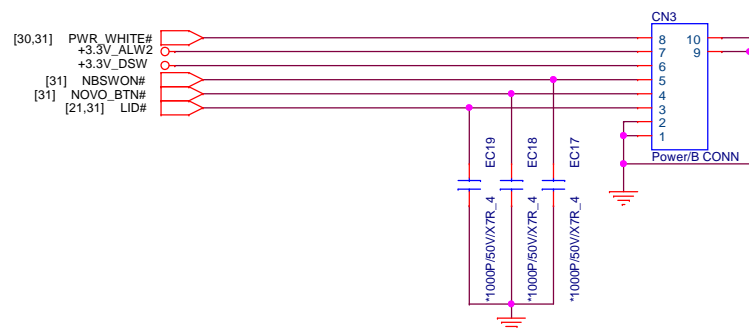 CN3
[30,31] PWR_WHITE# 8 10
+3.3V_ALW2 7 9
+3.3V_DSW 6
[31] NBSWON# 5
[31] NOVO_BTN# 4
[21,31] LID# 3
2
1
Power/B CONN
EC19
EC18
EC17
*1000P/50V/X7R_4
*1000P/50V/X7R_4
*1000P/50V/X7R_4